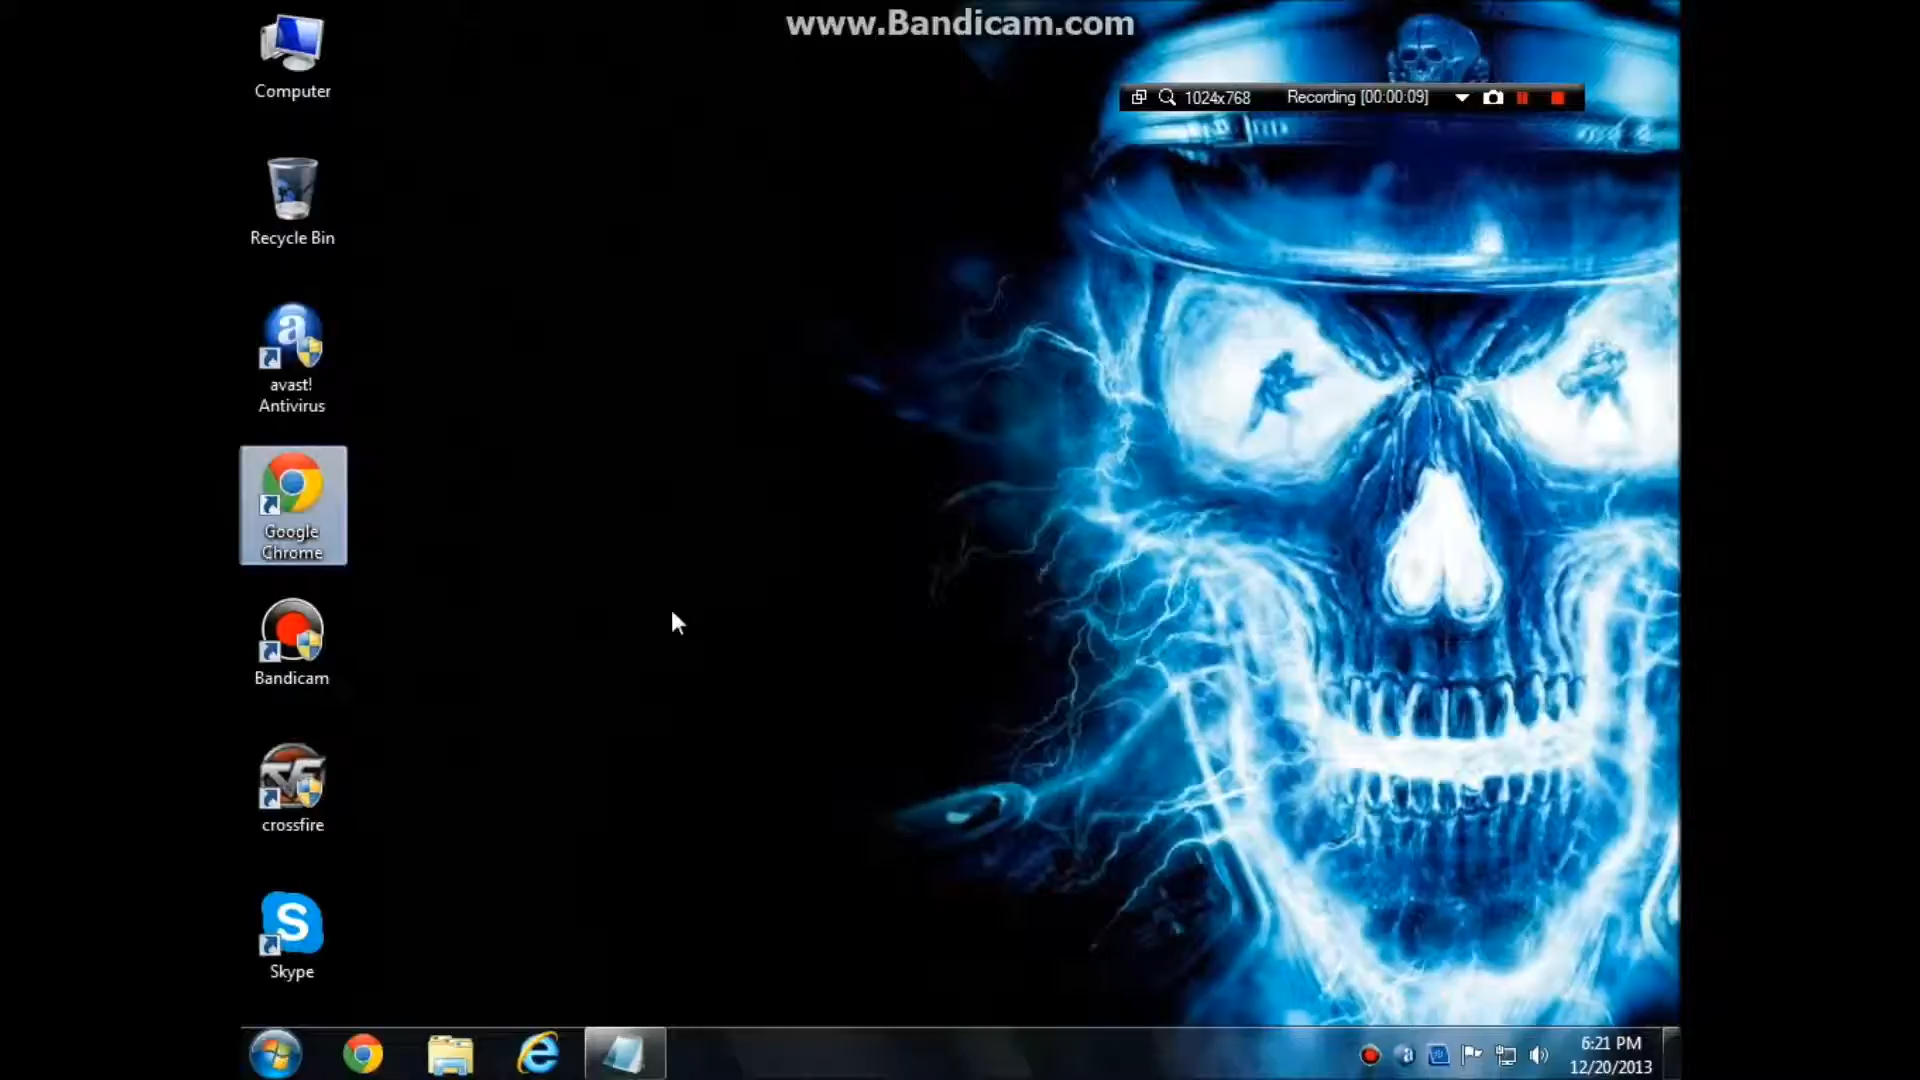 www.Bandicam.com
1024x768 Recording [00:00:09]
Computer
Recycle Bin
avast!
Antivirus
Google
Chrome
Bandicam
crossfire
Skype
6:21 PM
12/20/2013